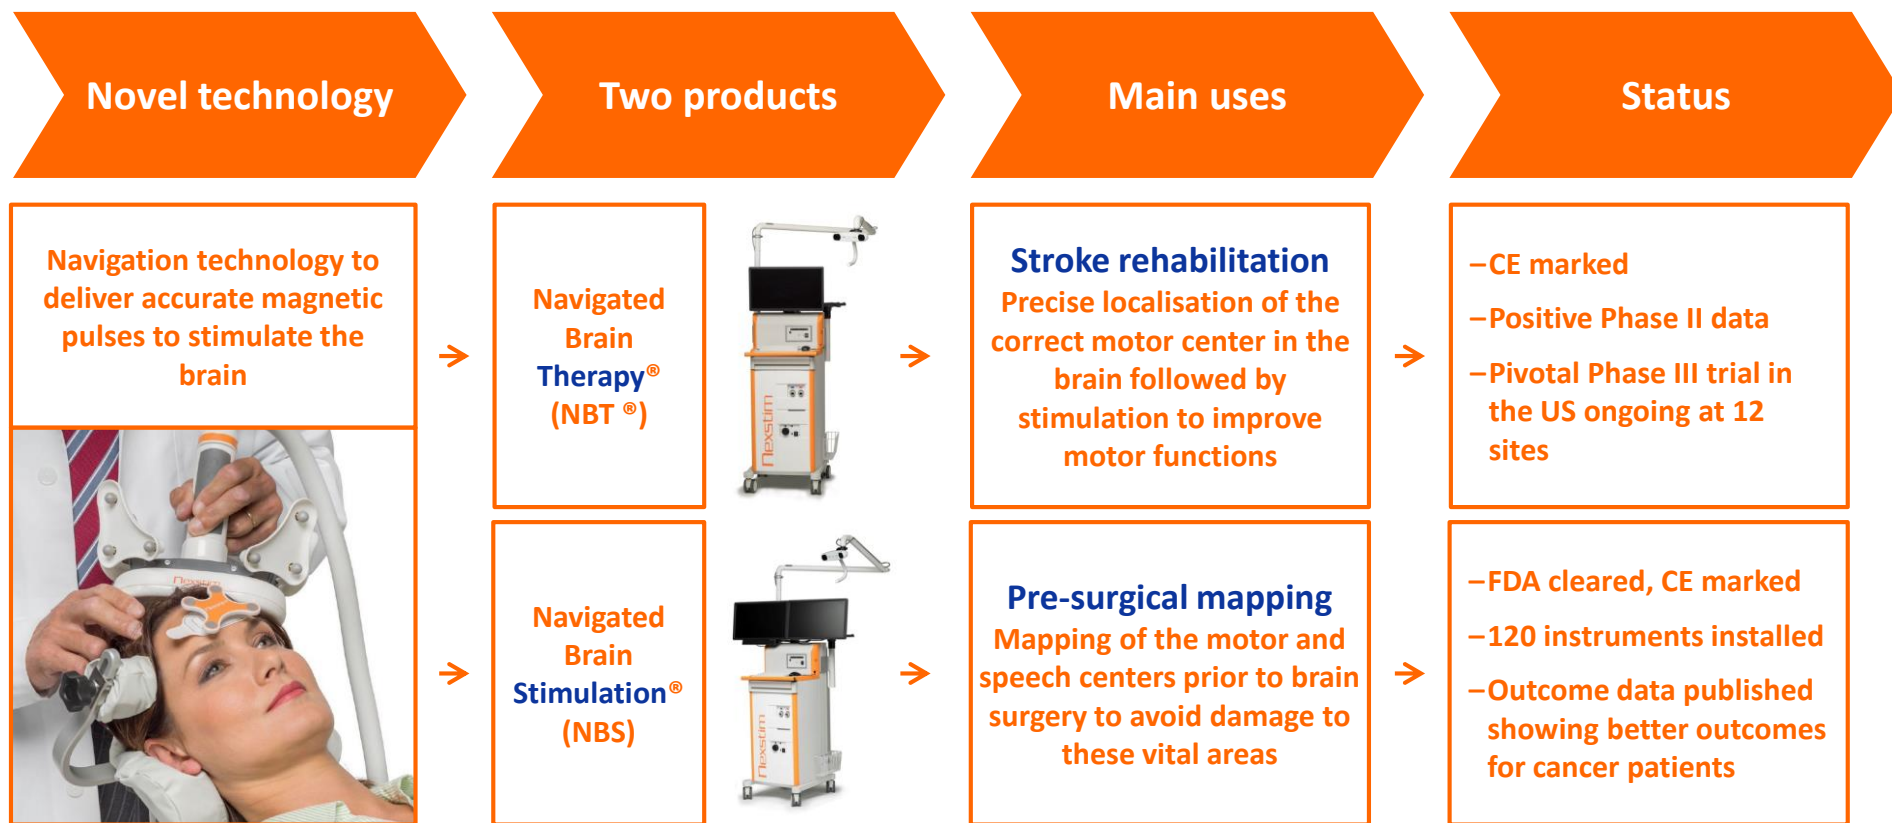 Novel technology
Two products
Main uses
Status
Navigation technology to
deliver accurate magnetic
pulses to stimulate the
brain
Nexstim
Navigated
Brain
Therapy®
(NBT ®)
Nexstim
Stroke rehabilitation
Precise localisation of the
correct motor center in the
brain followed by
stimulation to improve
motor functions
–CE marked
–Positive Phase II data
–Pivotal Phase III trial in
the US ongoing at 12
sites
Navigated
Brain
Stimulation®
(NBS)
Nexstim
Pre-surgical mapping
Mapping of the motor and
speech centers prior to brain
surgery to avoid damage to
these vital areas
–FDA cleared, CE marked
–120 instruments installed
–Outcome data published
showing better outcomes
for cancer patients